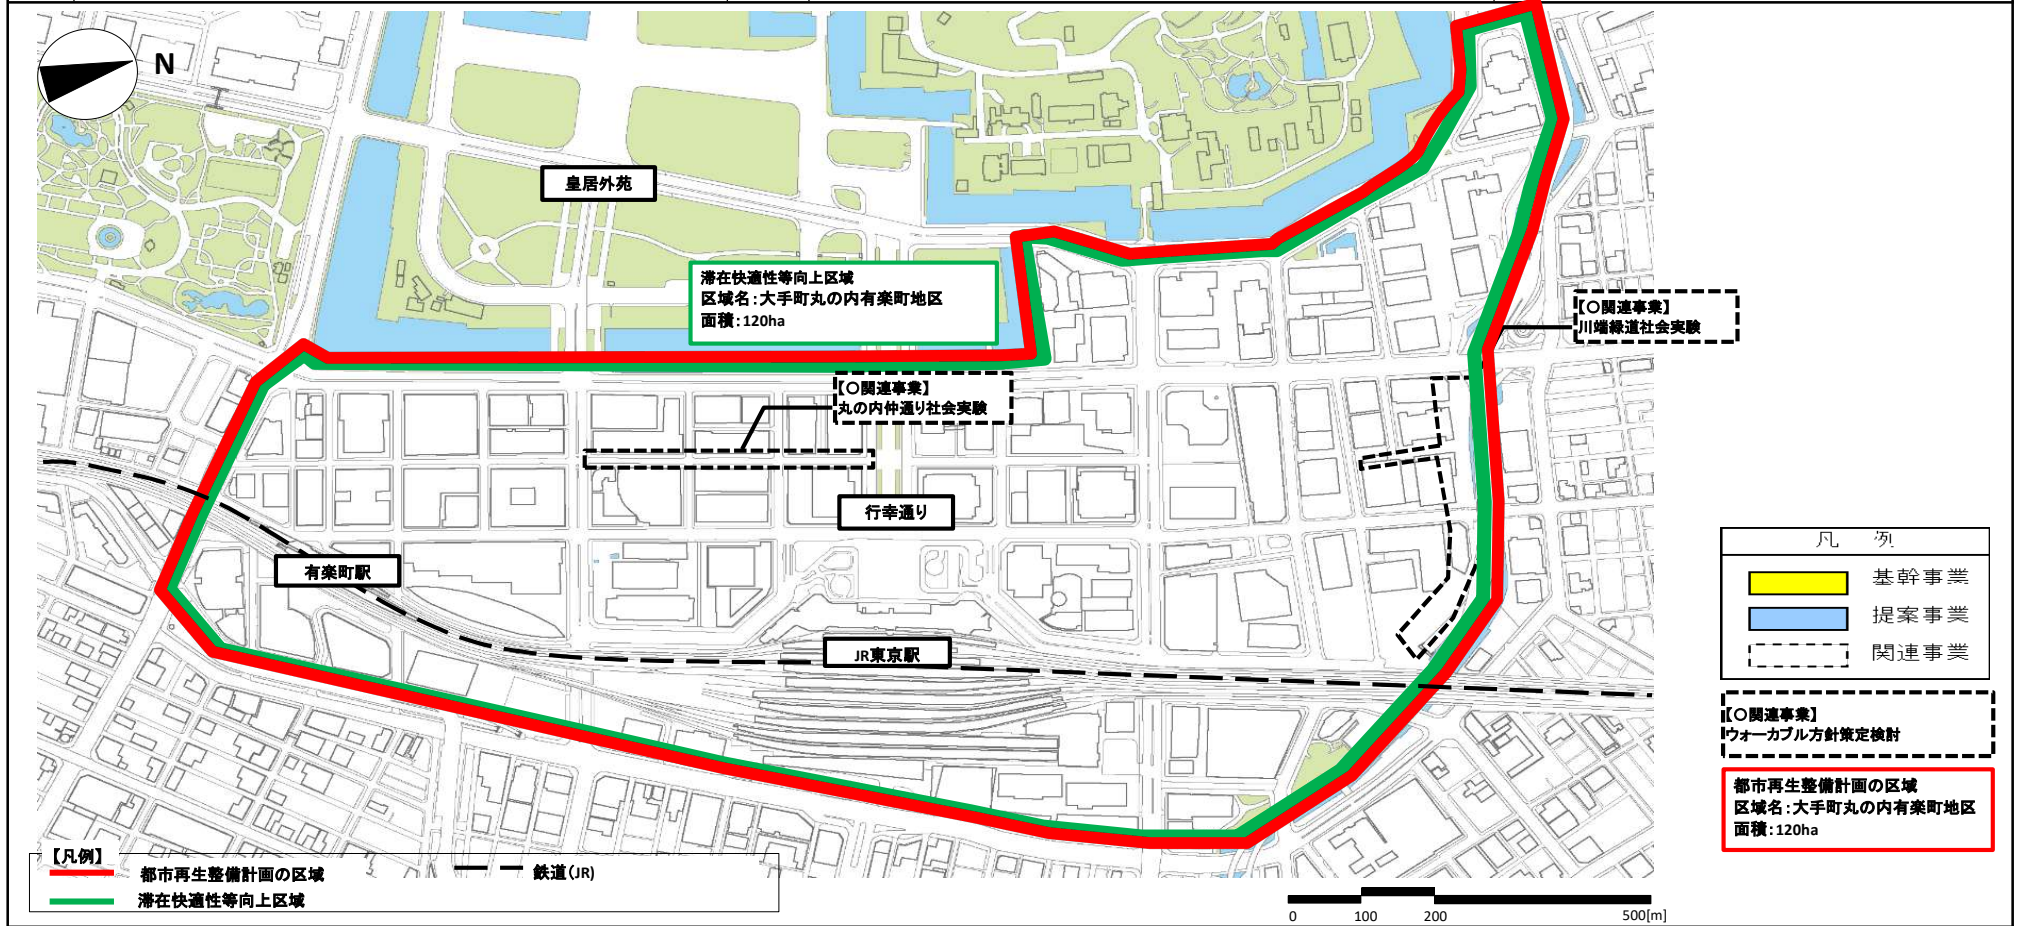 N
皇居外苑
滞在快適性等向上区域
区域名：大手町丸の内有楽町地区
面積：120ha
【○関連事業】
川端緑道社会実験
【○関連事業】
丸の内仲通り社会実験
行幸通り
有楽町駅
JR東京駅
凡 例
基幹事業
提案事業
関連事業
【○関連事業】
ウォーカブル方針策定検討
都市再生整備計画の区域
区域名：大手町丸の内有楽町地区
面積：120ha
【凡例】
都市再生整備計画の区域
鉄道(JR)
滞在快適性等向上区域
0 100 200 500[m]